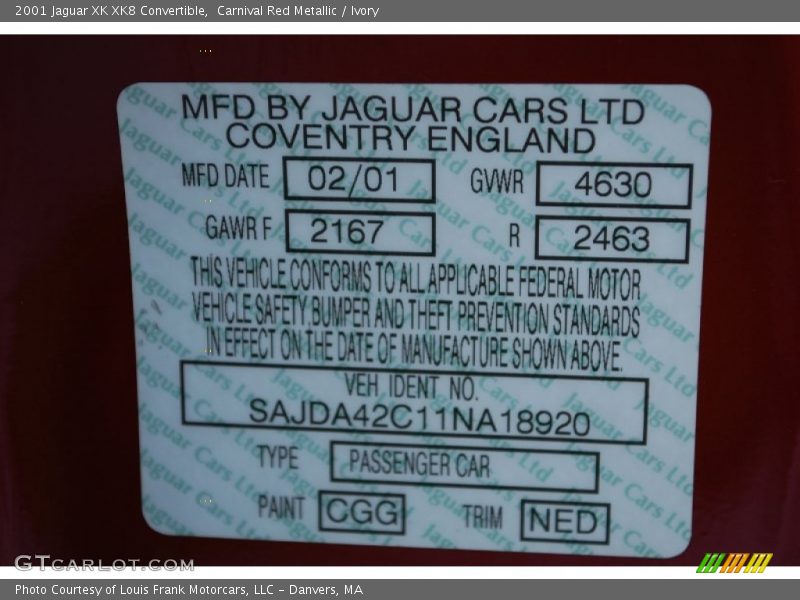 2001 Jaguar XK XK8 Convertible,  Carnival Red Metallic / Ivory
MFD BY JAGUAR CARS LTD
COVENTRY ENGLAND
MFD DATE 02/01 GVWR 4630
GAWR F 2167 R 2463
THIS VEHICLE CONFORMS TO ALL APPLICABLE FEDERAL MOTOR
VEHICLE SAFETY BUMPER AND THEFT PREVENTION STANDARDS
IN EFFECT ON THE DATE OF MANUFACTURE SHOWN ABOVE.
VEH IDENT NO.
SAJDA42C11NA18920
TYPE PASSENGER CAR
PAINT CGG TRIM NED
GTCARLOT.COM
Photo Courtesy of Louis Frank Motorcars, LLC – Danvers, MA